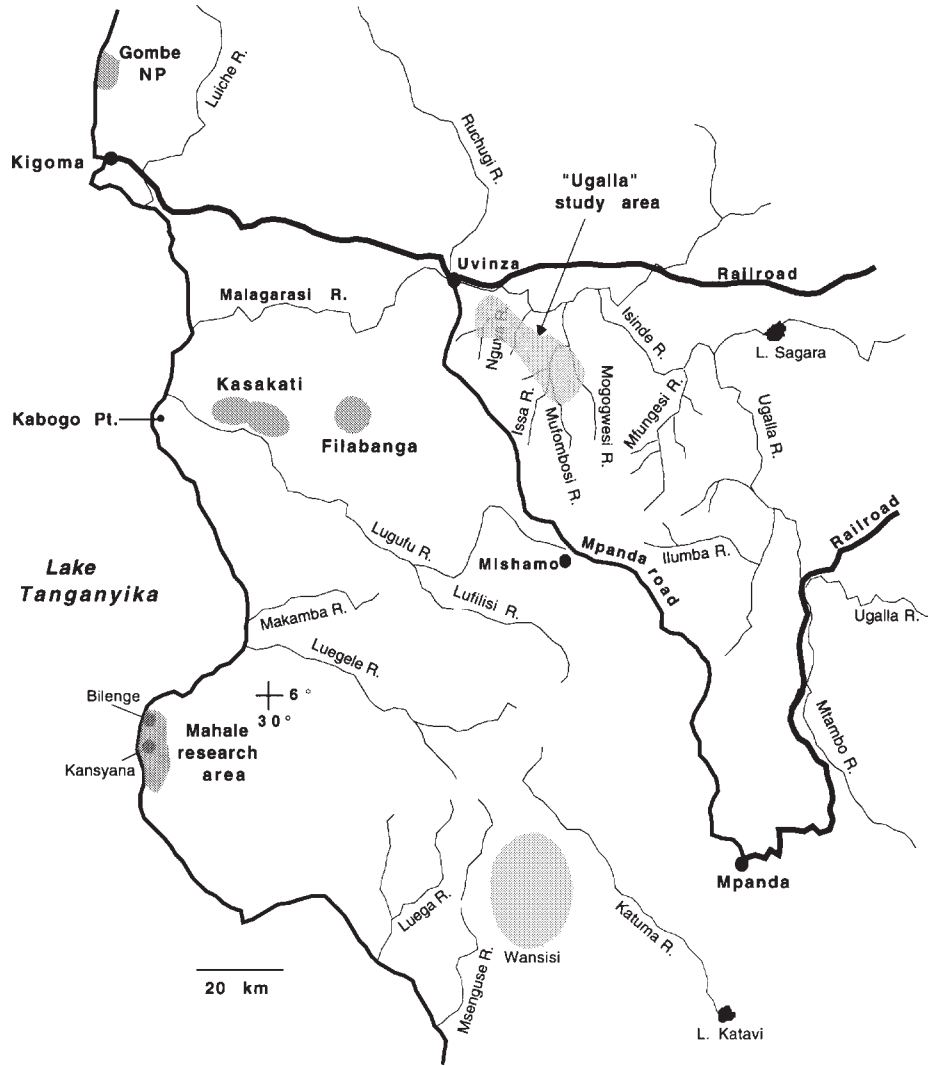 Gombe
NP
Luiche R.
Ruchugi R.
Kigoma
"Ugalla"
study area
Uvinza
Railroad
Malagarasi R.
Nguya R.
Isinde R.
L. Sagara
Kasakati
Kabogo Pt.
Filabanga
Issa R.
Mufombosi R.
Mogogwesi R.
Mfungesi R.
Ugalla R.
Railroad
Lugufu R.
Mishamo
Mpanda road
Ilumba R.
Lake
Tanganyika
Makamba R.
Lufilisi R.
Ugalla R.
Luegele R.
Bilenge
6 °
30 °
Mahale
research
area
Kansyana
Mtambo R.
Mpanda
Luega R.
Katuma R.
Wansisi
20 km
Msenguse R.
L. Katavi